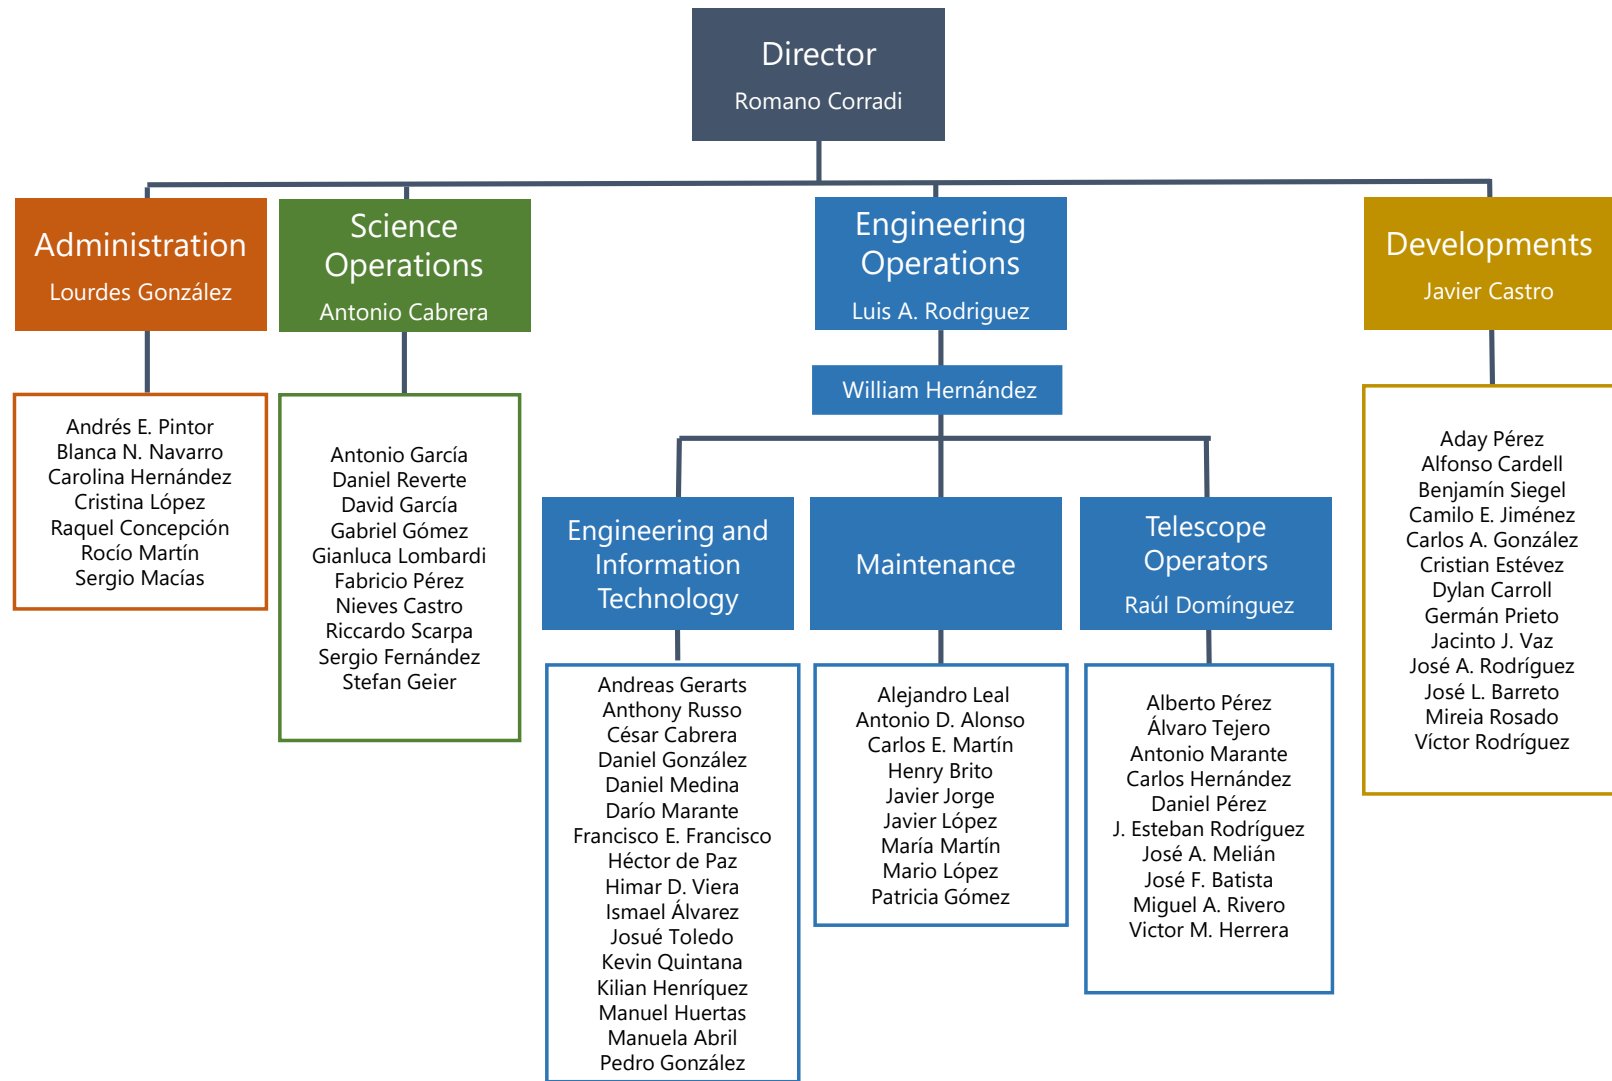 Director
Romano Corradi
Administration
Lourdes González
Science
Operations
Antonio Cabrera
Engineering
Operations
Luis A. Rodriguez
Developments
Javier Castro
William Hernández
Andrés E. Pintor
Blanca N. Navarro
Carolina Hernández
Cristina López
Raquel Concepción
Rocío Martín
Sergio Macías
Antonio García
Daniel Reverte
David García
Gabriel Gómez
Gianluca Lombardi
Fabricio Pérez
Nieves Castro
Riccardo Scarpa
Sergio Fernández
Stefan Geier
Engineering and
Information
Technology
Andreas Gerarts
Anthony Russo
César Cabrera
Daniel González
Daniel Medina
Darío Marante
Francisco E. Francisco
Héctor de Paz
Himar D. Viera
Ismael Álvarez
Josué Toledo
Kevin Quintana
Kilian Henríquez
Manuel Huertas
Manuela Abril
Pedro González
Maintenance
Alejandro Leal
Antonio D. Alonso
Carlos E. Martín
Henry Brito
Javier Jorge
Javier López
María Martín
Mario López
Patricia Gómez
Telescope
Operators
Raúl Domínguez
Alberto Pérez
Álvaro Tejero
Antonio Marante
Carlos Hernández
Daniel Pérez
J. Esteban Rodríguez
José A. Melián
José F. Batista
Miguel A. Rivero
Victor M. Herrera
Aday Pérez
Alfonso Cardell
Benjamín Siegel
Camilo E. Jiménez
Carlos A. González
Cristian Estévez
Dylan Carroll
Germán Prieto
Jacinto J. Vaz
José A. Rodríguez
José L. Barreto
Mireia Rosado
Víctor Rodríguez